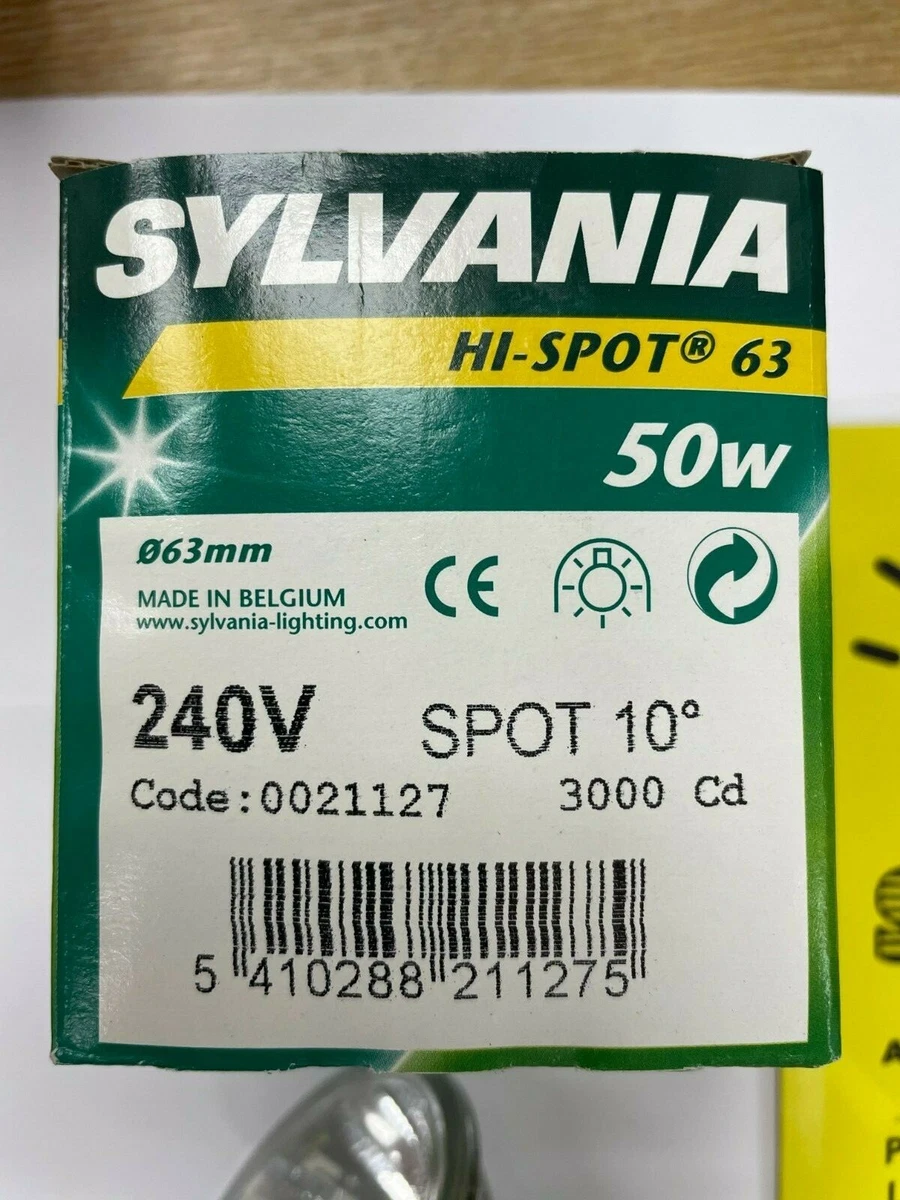 SYLVANIA
HI-SPOT® 63
50w
Ø63mm
MADE IN BELGIUM
www.sylvania-lighting.com
CE
240V SPOT 10°
Code:0021127 3000 Cd
5 410288 211275